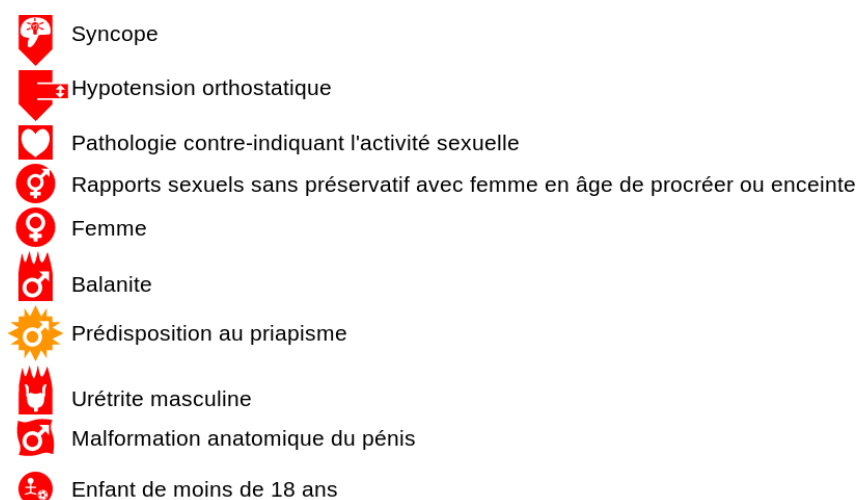 Syncope
Hypotension orthostatique
Pathologie contre-indiquant l'activité sexuelle
Rapports sexuels sans préservatif avec femme en âge de procréer ou enceinte
Femme
Balanite
Prédisposition au priapisme
Urétrite masculine
Malformation anatomique du pénis
Enfant de moins de 18 ans